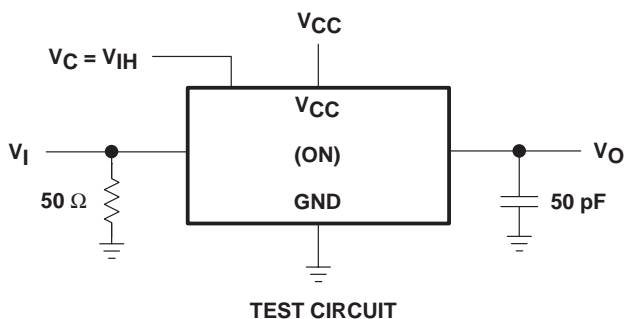 VCC
VC = VIH
VCC
VI
(ON)
VO
50 Ω
GND
50 pF
TEST CIRCUIT